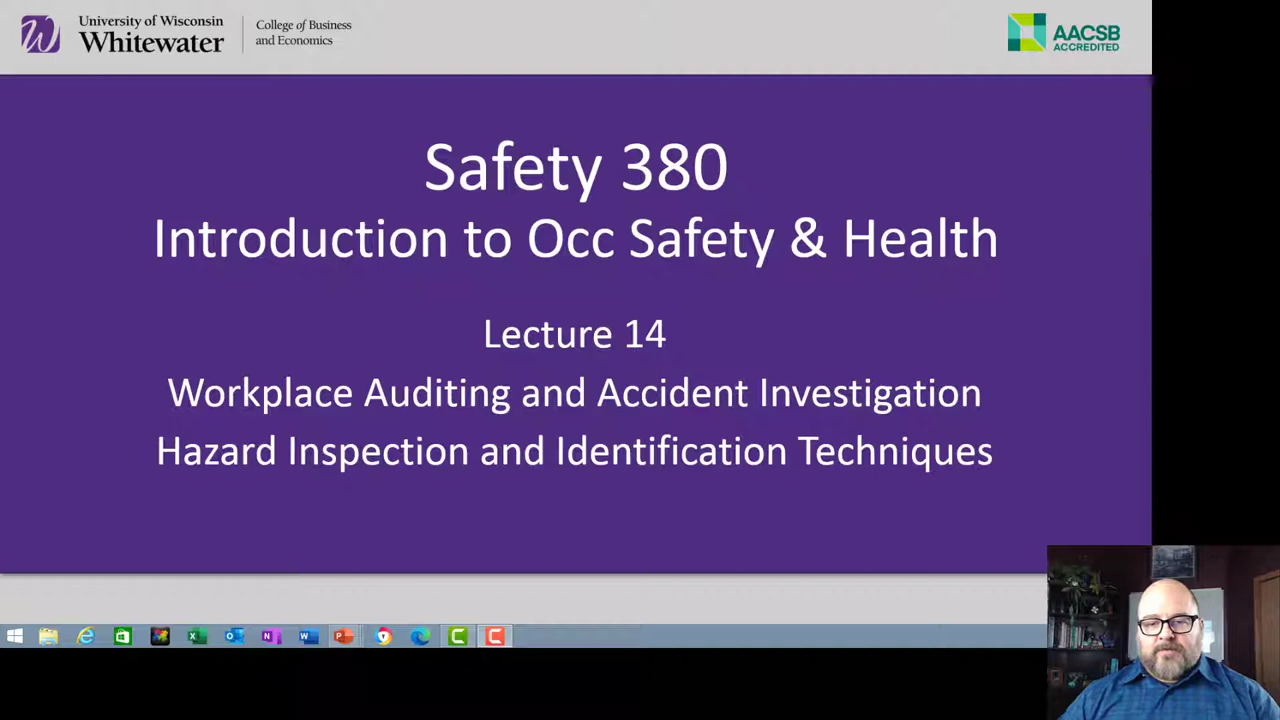 University of Wisconsin
Whitewater
College of Business
and Economics
AACSB
ACCREDITED
Safety 380
Introduction to Occ Safety & Health
Lecture 14
Workplace Auditing and Accident Investigation
Hazard Inspection and Identification Techniques